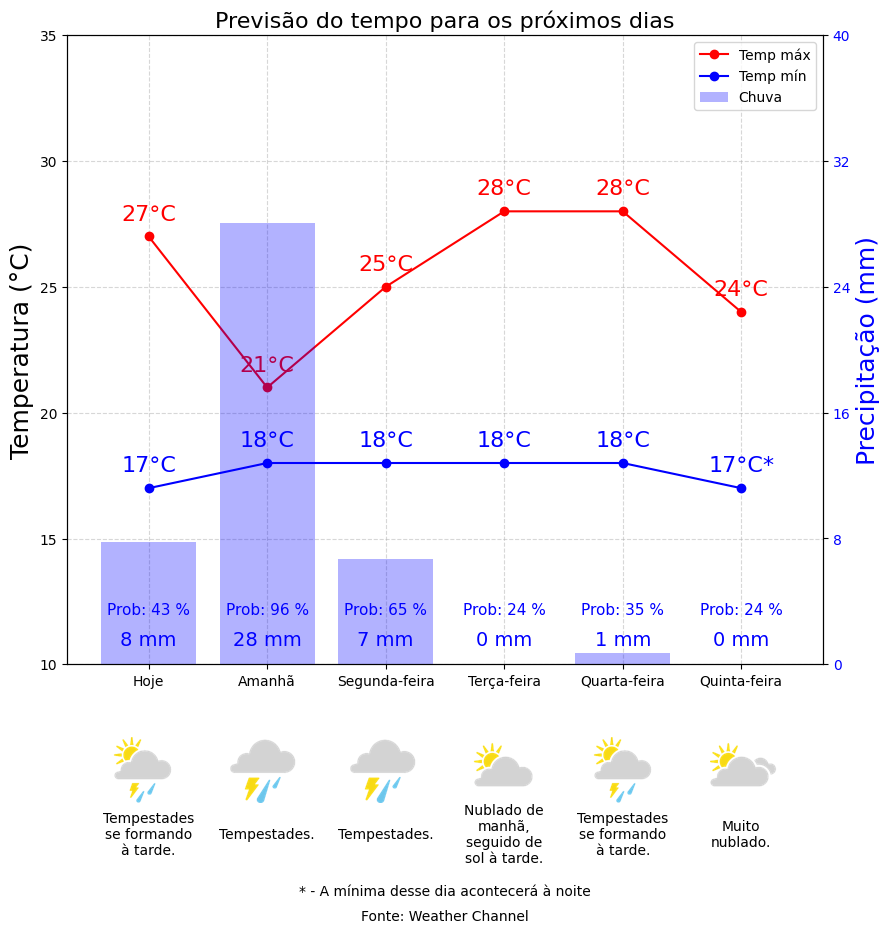 Previsão do tempo para os próximos dias
35
30
25
20
15
10
Temperatura (°C)
40
32
24
16
8
0
Precipitação (mm)
Temp máx
Temp mín
Chuva
27°C
21°C
25°C
28°C
28°C
24°C
17°C
18°C
18°C
18°C
18°C
17°C*
Prob: 43 %
Prob: 96 %
Prob: 65 %
Prob: 24 %
Prob: 35 %
Prob: 24 %
8 mm
28 mm
7 mm
0 mm
1 mm
0 mm
Hoje
Amanhã
Segunda-feira
Terça-feira
Quarta-feira
Quinta-feira
Tempestades
se formando
à tarde.
Tempestades.
Tempestades.
Nublado de
manhã,
seguido de
sol à tarde.
Tempestades
se formando
à tarde.
Muito
nublado.
* - A mínima desse dia acontecerá à noite
Fonte: Weather Channel